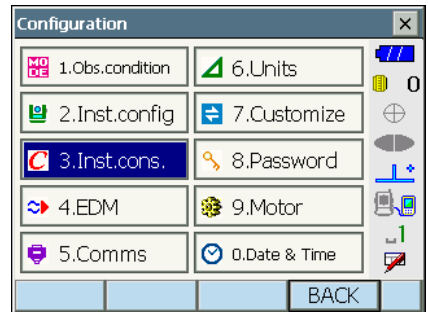 Configuration
MODE 1.Obs.condition
6.Units
2.Inst.config
7.Customize
0
C 3.Inst.cons.
8.Password
4.EDM
9.Motor
1
5.Comms
0.Date & Time
BACK